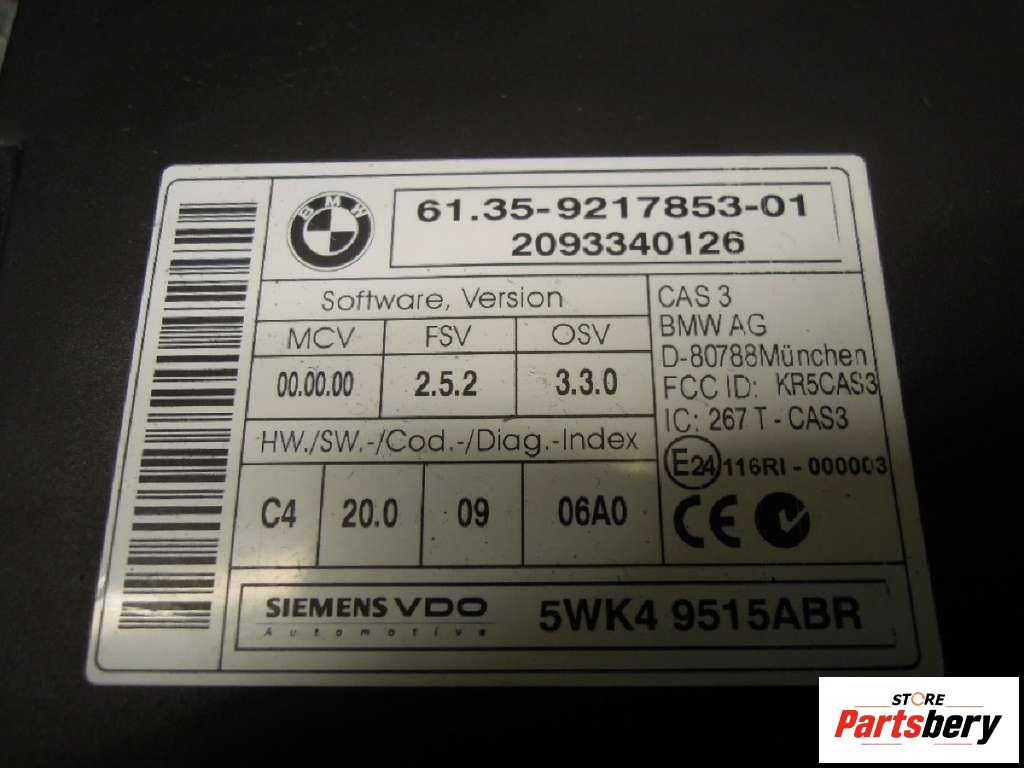 BMW
61.35-9217853-01
2093340126
Software, Version
MCV FSV OSV
00.00.00 2.5.2 3.3.0
HW./SW.-/Cod.-/Diag.-Index
C4 20.0 09 06A0
CAS 3
BMW AG
D-80788München
FCC ID: KR5CAS3
IC: 267 T - CAS3
E24 116RI - 000003
CE
SIEMENS VDO
Automotive
5WK4 9515ABR
STORE
Partsbery